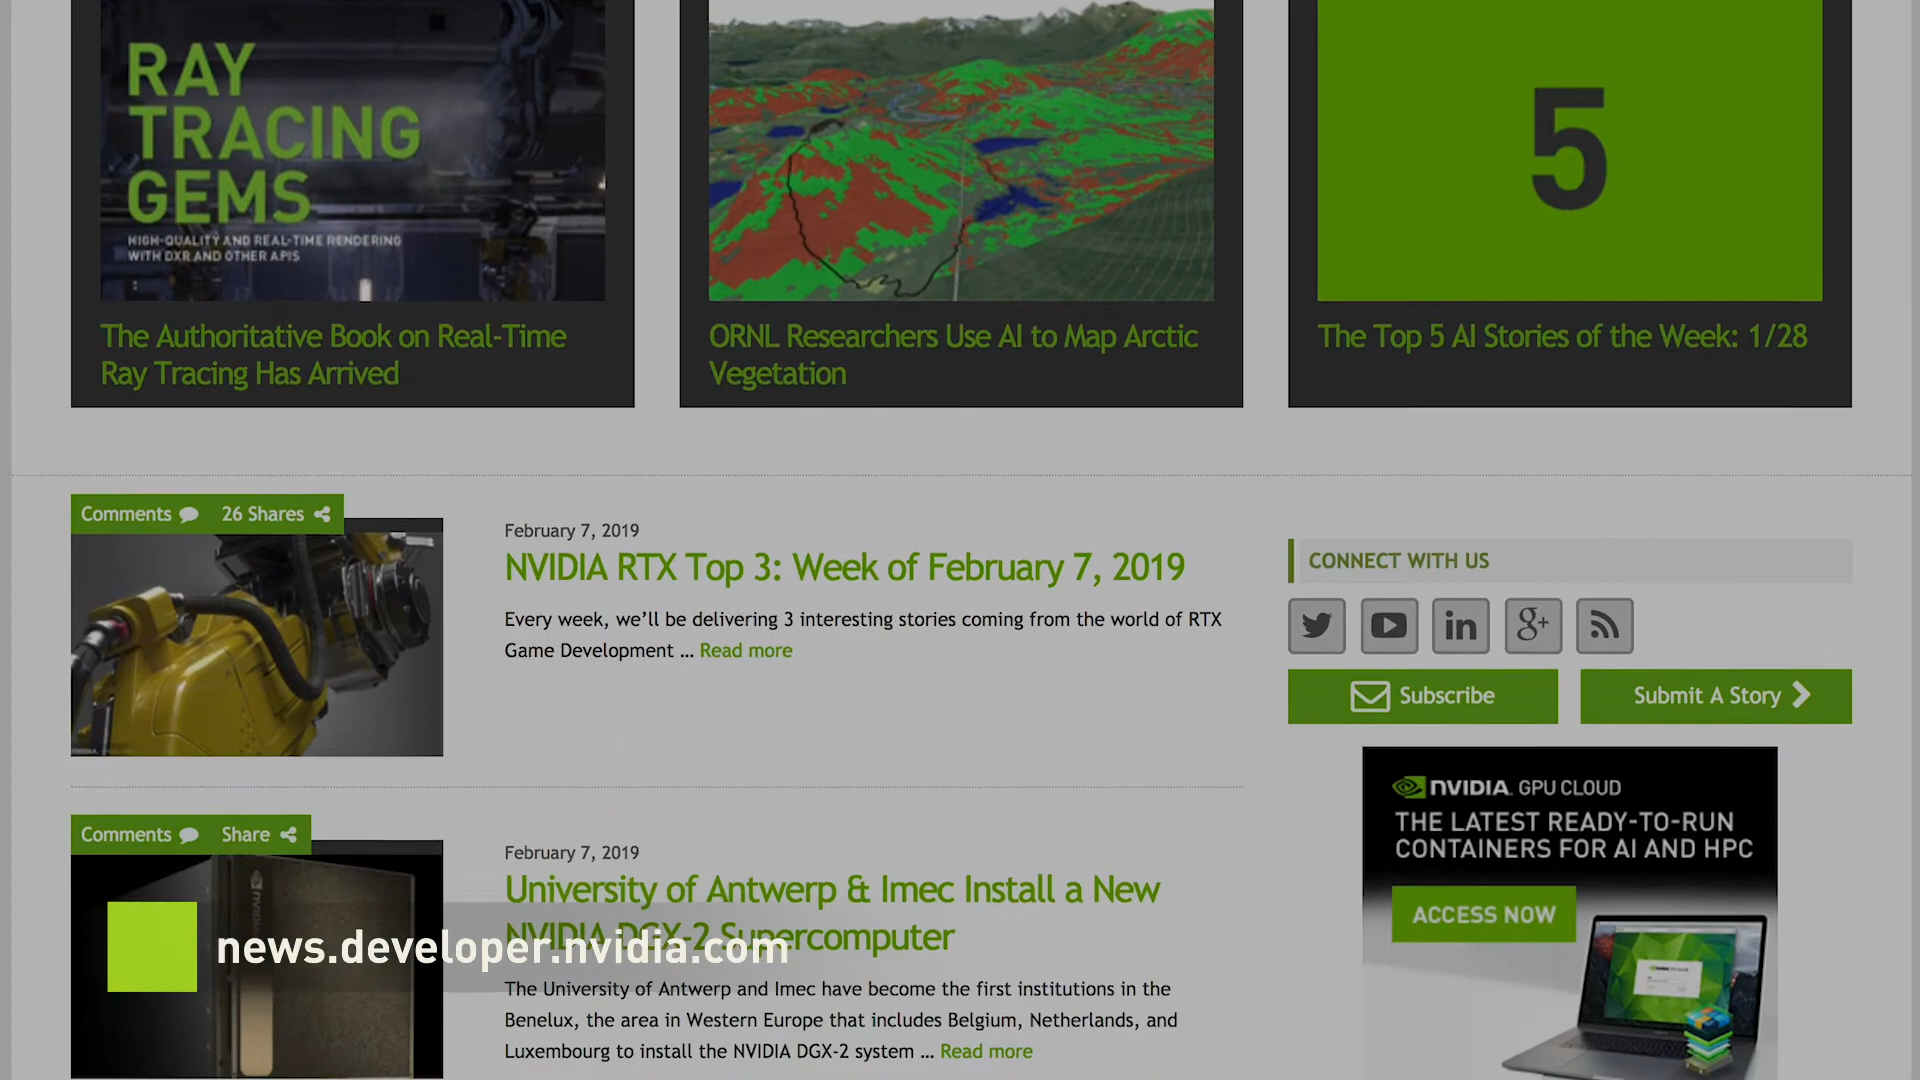 RAY
TRACING
GEMS
HIGH-QUALITY AND REAL-TIME RENDERING
WITH DXR AND OTHER APIS
The Authoritative Book on Real-Time
Ray Tracing Has Arrived
ORNL Researchers Use AI to Map Arctic
Vegetation
5
The Top 5 AI Stories of the Week: 1/28
Comments 26 Shares
February 7, 2019
NVIDIA RTX Top 3: Week of February 7, 2019
Every week, we'll be delivering 3 interesting stories coming from the world of RTX
Game Development ... Read more
CONNECT WITH US
in
g+
Subscribe
Submit A Story
NVIDIA. GPU CLOUD
THE LATEST READY-TO-RUN
CONTAINERS FOR AI AND HPC
ACCESS NOW
Comments Share
February 7, 2019
University of Antwerp & Imec Install a New
NVIDIA DGX-2 Supercomputer
news.developer.nvidia.com
The University of Antwerp and Imec have become the first institutions in the
Benelux, the area in Western Europe that includes Belgium, Netherlands, and
Luxembourg to install the NVIDIA DGX-2 system ... Read more